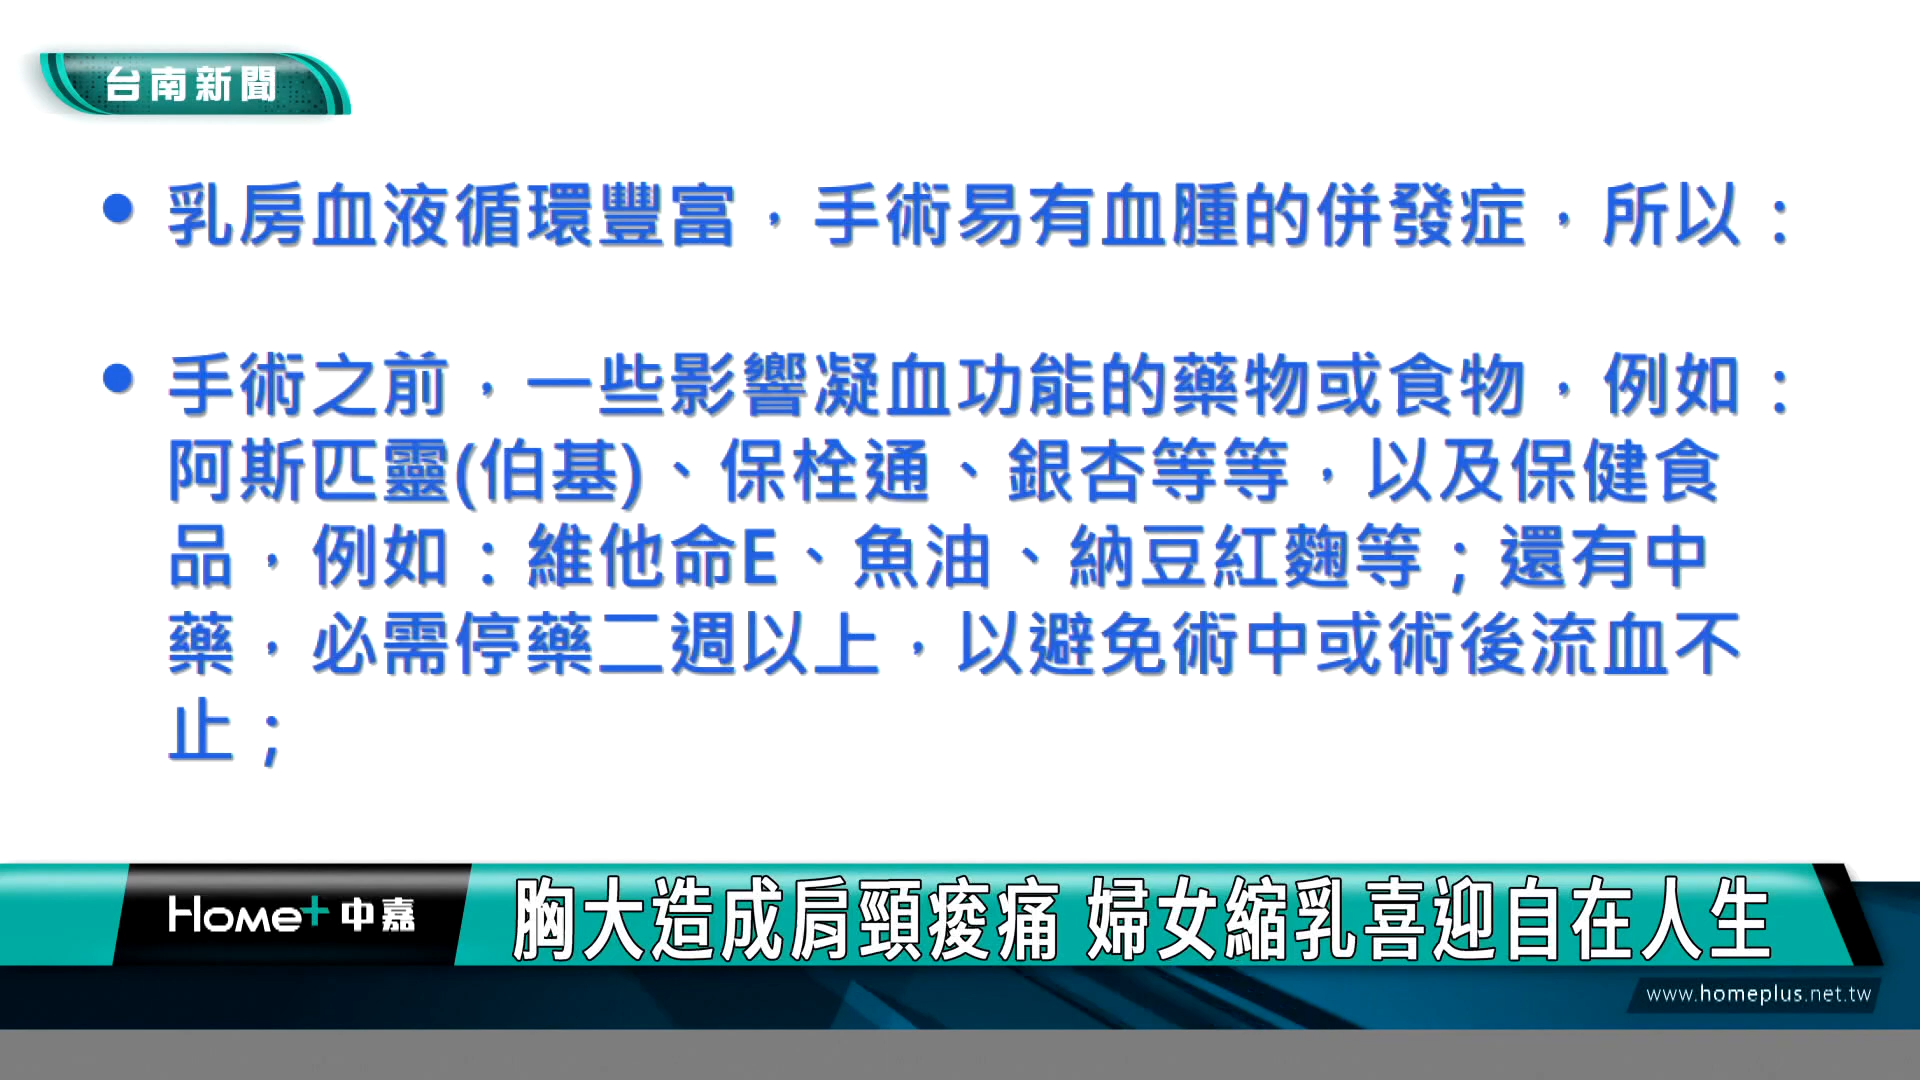 台南新聞
• 乳房血液循環豐富，手術易有血腫的併發症，所以：
• 手術之前，一些影響凝血功能的藥物或食物，例如：
阿斯匹靈(伯基)、保栓通、銀杏等等，以及保健食
品，例如：維他命E、魚油、納豆紅麴等；還有中
藥，必需停藥二週以上，以避免術中或術後流血不
止；
Home+中嘉
胸大造成肩頸痠痛 婦女縮乳喜迎自在人生
www.homeplus.net.tw